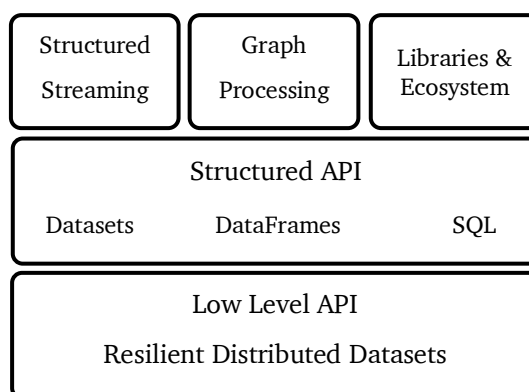 Structured
Streaming
Graph
Processing
Libraries &
Ecosystem
Structured API
Datasets DataFrames SQL
Low Level API
Resilient Distributed Datasets